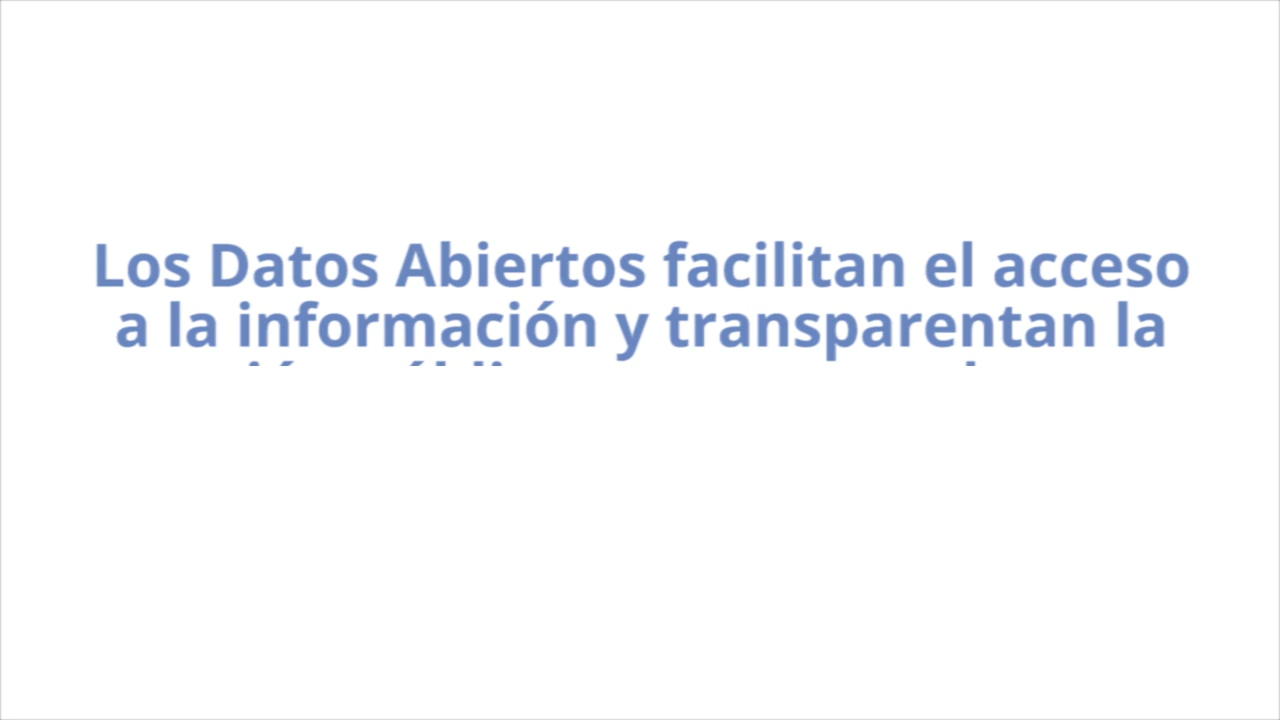 Los Datos Abiertos facilitan el acceso
a la información y transparentan la